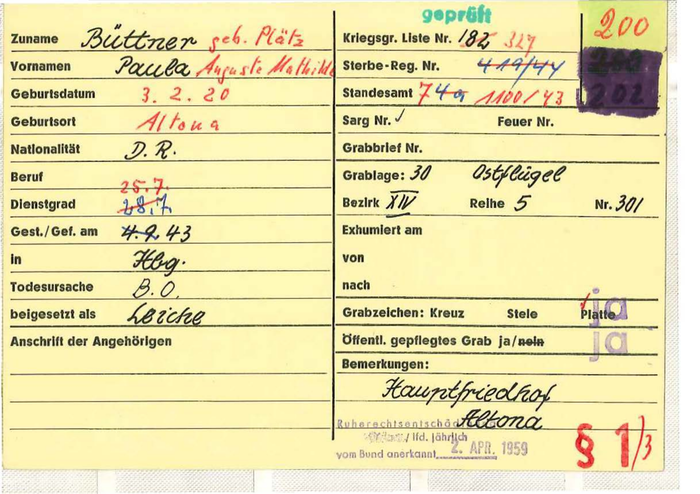 geprüft
200
202
Zuname Büttner geb. Plätz
Vornamen Paula Auguste Mathilde
Geburtsdatum 3. 2. 20
Geburtsort Altona
Nationalität D. R.
Beruf
25.7.
Dienstgrad 28.7.
Gest./Gef. am 4.9 43
in Hbg.
Todesursache B.O.
beigesetzt als Leiche
Anschrift der Angehörigen
Kriegsgr. Liste Nr. 182 327
Sterbe-Reg. Nr. 419/44
Standesamt 74a 1100/43
Sarg Nr. Feuer Nr.
Grabbrief Nr.
Grablage: 30 Ostflügel
Bezirk XIV Reihe 5 Nr. 301
Exhumiert am
von
nach
Grabzeichen: Kreuz Stele Platte ja
Öffentl. gepflegtes Grab ja/nein ja
Bemerkungen:
Hauptfriedhof
Altona
/ lfd. jährlich
vom Bund anerkannt 2. APR. 1959
§ 1/3